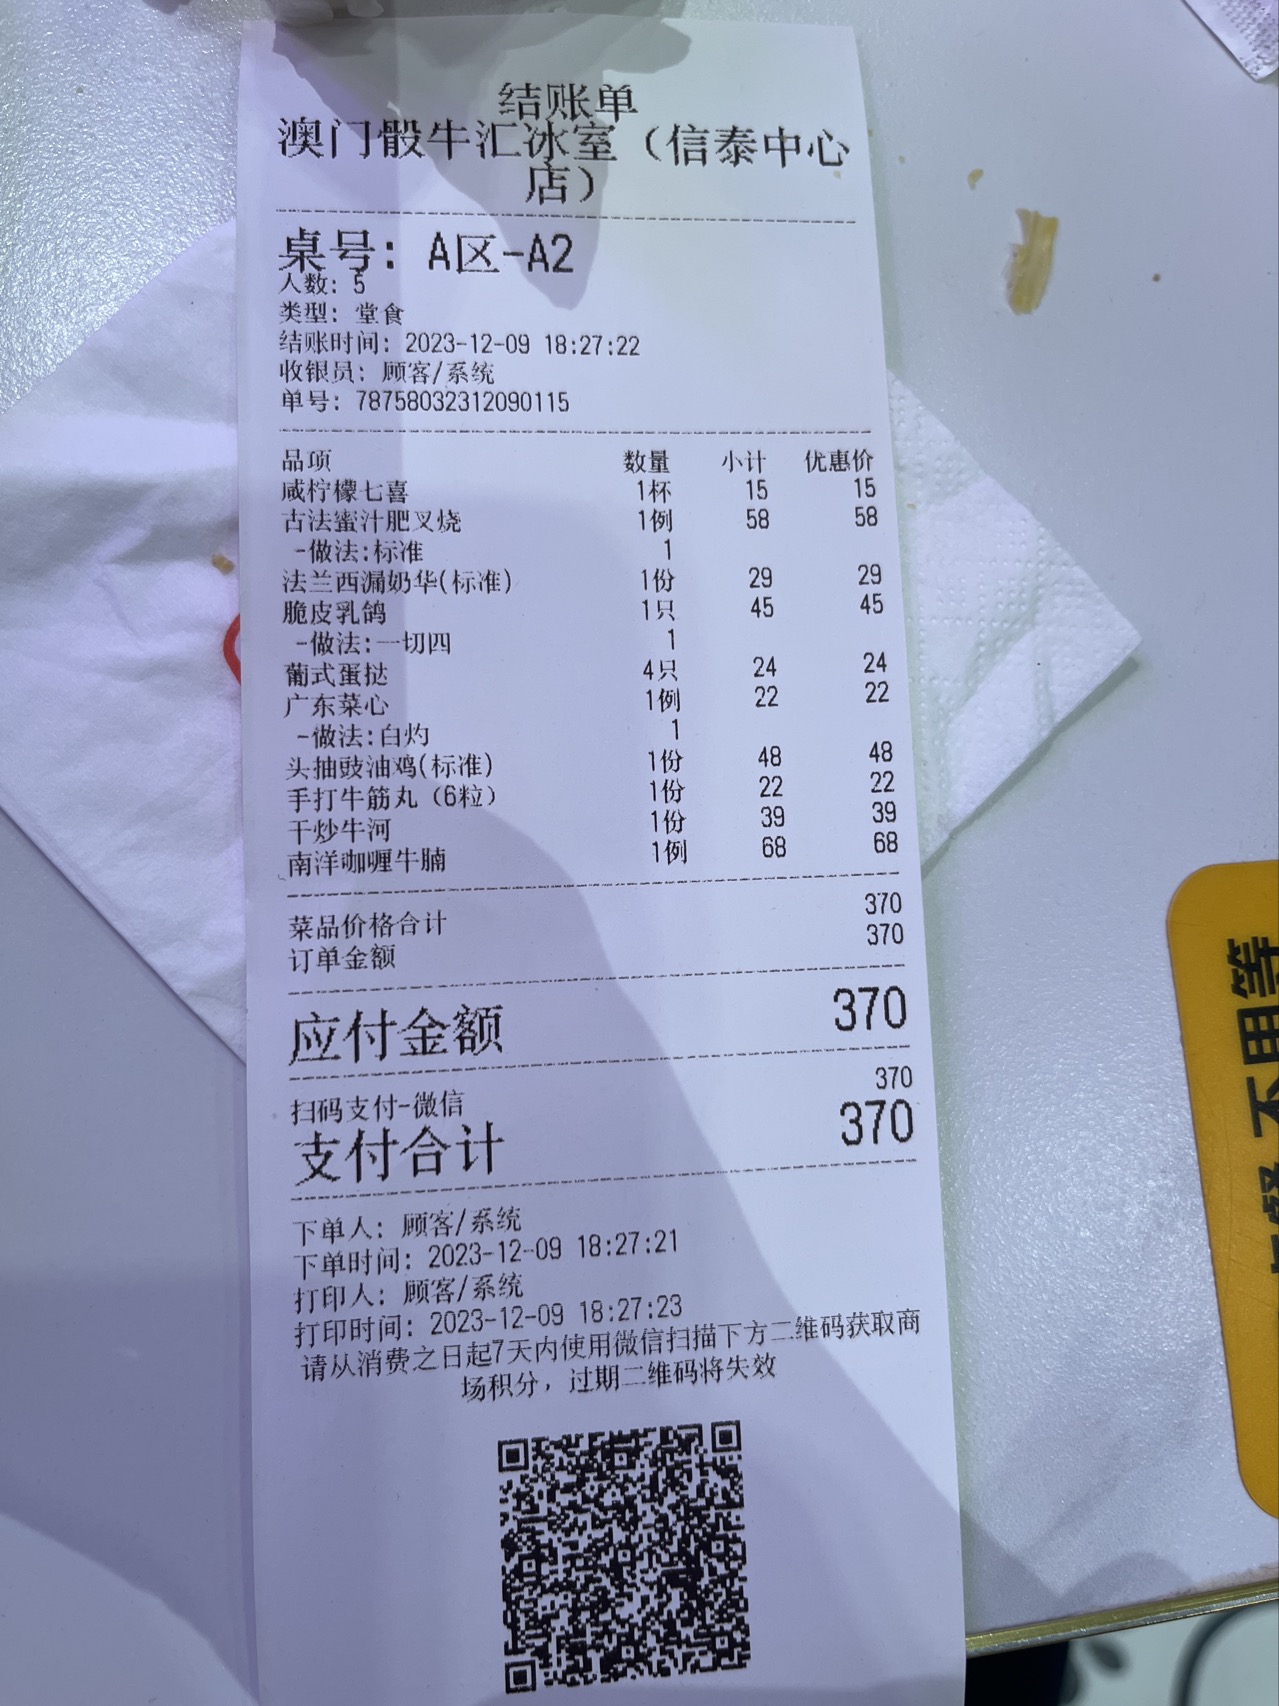 结账单
澳门骰牛汇冰室（信泰中心
店）
桌号: A区-A2
人数: 5
类型: 堂食
结账时间: 2023-12-09 18:27:22
收银员: 顾客/系统
单号: 78758032312090115
品项 数量 小计 优惠价
咸柠檬七喜 1杯 15 15
古法蜜汁肥叉烧 1例 58 58
-做法:标准 1
法兰西漏奶华(标准) 1份 29 29
脆皮乳鸽 1只 45 45
-做法:一切四 1
葡式蛋挞 4只 24 24
广东菜心 1例 22 22
-做法:白灼 1
头抽豉油鸡(标准) 1份 48 48
手打牛筋丸（6粒） 1份 22 22
干炒牛河 1份 39 39
南洋咖喱牛腩 1例 68 68
菜品价格合计 370
订单金额 370
应付金额 370
扫码支付-微信 370
支付合计 370
下单人: 顾客/系统
下单时间: 2023-12-09 18:27:21
打印人: 顾客/系统
打印时间: 2023-12-09 18:27:23
请从消费之日起7天内使用微信扫描下方二维码获取商
场积分，过期二维码将失效
不用等